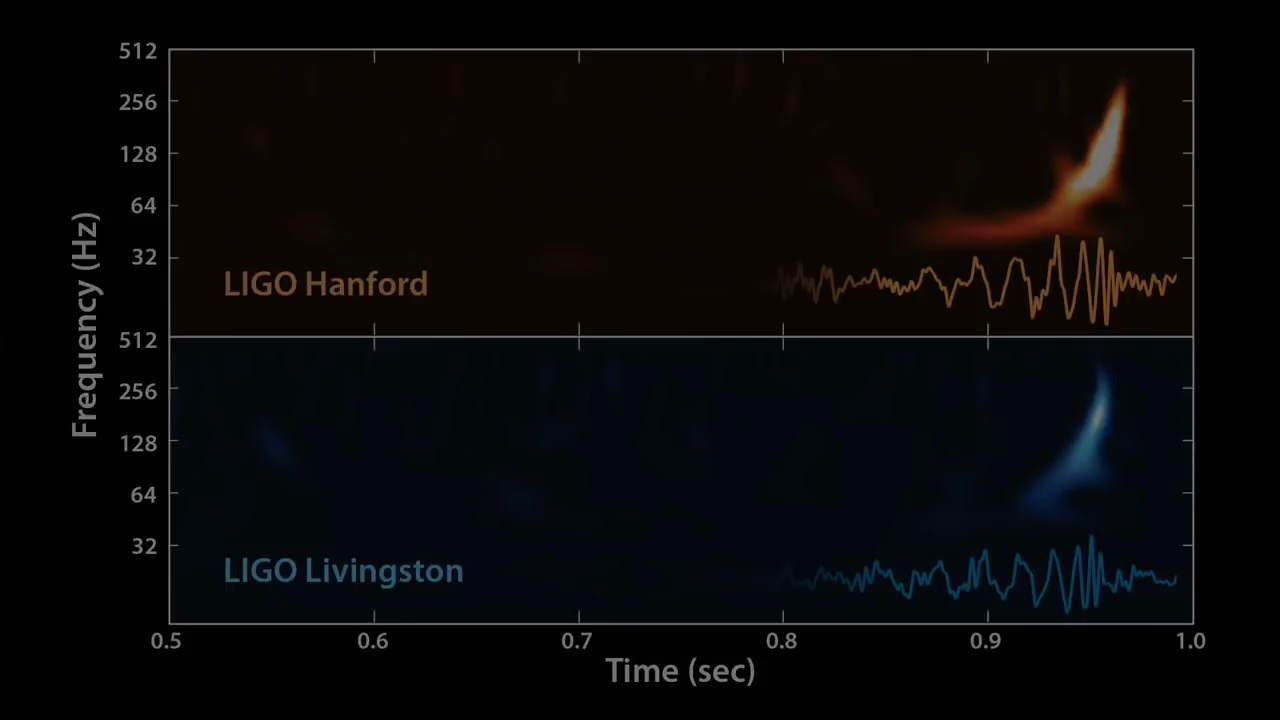 512
256
128
64
32
LIGO Hanford
Frequency (Hz)
512
256
128
64
32
LIGO Livingston
0.5 0.6 0.7 0.8 0.9 1.0
Time (sec)